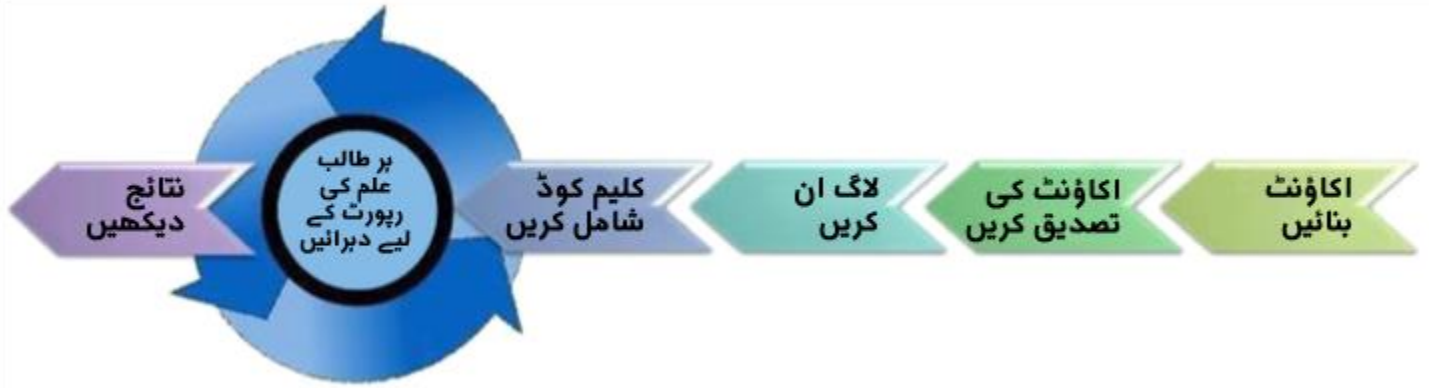 اکاؤنٹ
بنائیں
اکاؤنٹ کی
تصدیق کریں
لاگ ان
کریں
کلیم کوڈ
شامل کریں
ہر طالب
علم کی
رپورٹ کے
لیے دہرائیں
نتائج
دیکھیں